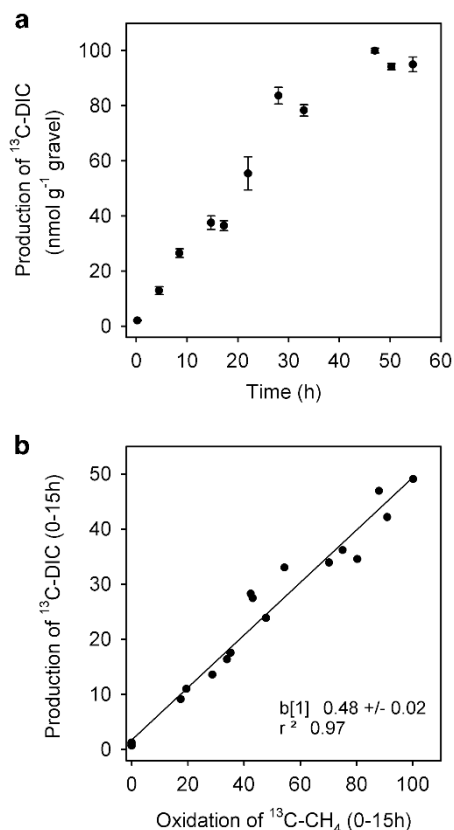 a
Production of ¹³C-DIC
(nmol g⁻¹ gravel)
100
80
60
40
20
0
0 10 20 30 40 50 60
Time (h)
b
Production of ¹³C-DIC (0-15h)
50
40
30
20
10
0
b[1] 0.48 +/- 0.02
r ² 0.97
0 20 40 60 80 100
Oxidation of ¹³C-CH₄ (0-15h)